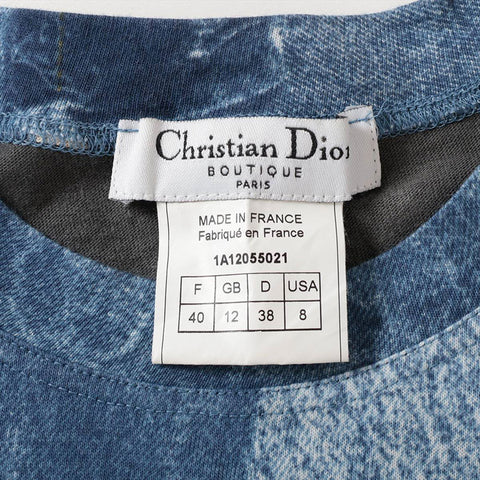 Christian Dior
BOUTIQUE
PARIS
MADE IN FRANCE
Fabriqué en France
1A12055021
F GB D USA
40 12 38 8